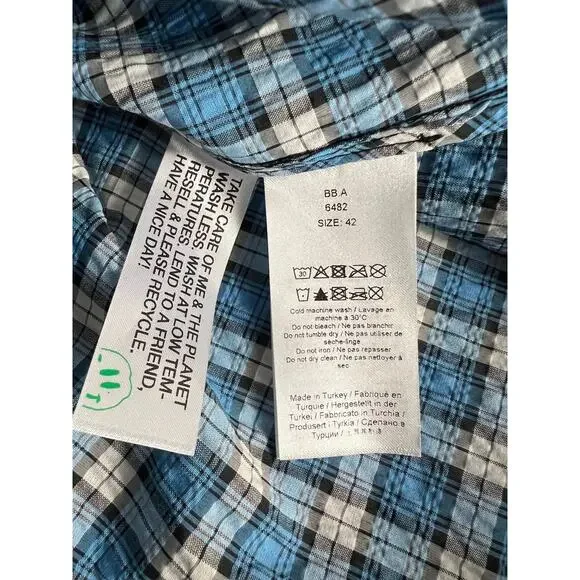 TAKE CARE OF ME & THE PLANET
WASH LESS, WASH AT LOW TEM-
PERATURES, LEND TO A FRIEND,
RESELL & PLEASE RECYCLE.
HAVE A NICE DAY!
BB.A
6482
SIZE: 42
30
Cold machine wash / Lavage en
machine à 30°C
Do not bleach / Ne pas blanchir
Do not tumble dry / Ne pas utiliser de
sèche-linge
Do not iron / Ne pas repasser
Do not dry clean / Ne pas nettoyer à
sec
Made in Turkey / Fabriqué en
Turquie / Hergestellt in der
Türkei / Fabbricato in Turchia /
Produsert i Tyrkia / Сделано в
Турции /